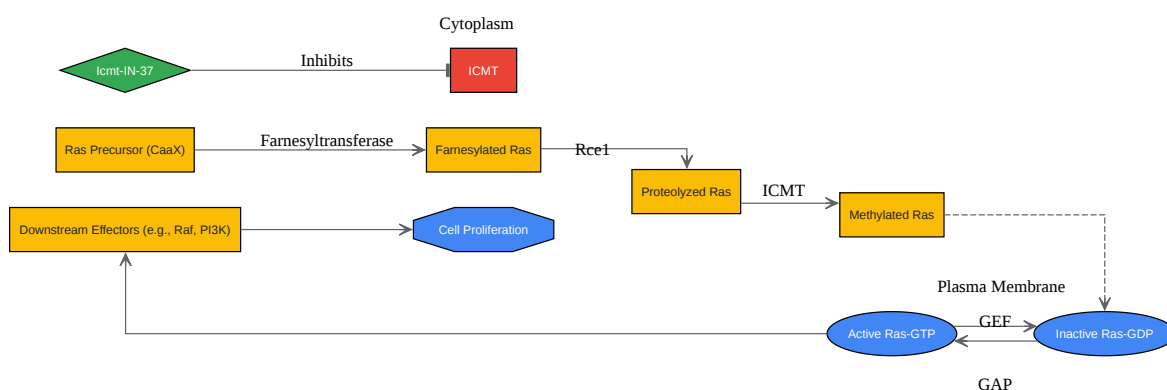 Cytoplasm
Icmt-IN-37
Inhibits
ICMT
Ras Precursor (CaaX)
Farnesyltransferase
Farnesylated Ras
Rce1
Proteolyzed Ras
ICMT
Methylated Ras
Downstream Effectors (e.g., Raf, PI3K)
Cell Proliferation
Plasma Membrane
Active Ras-GTP
GEF
Inactive Ras-GDP
GAP